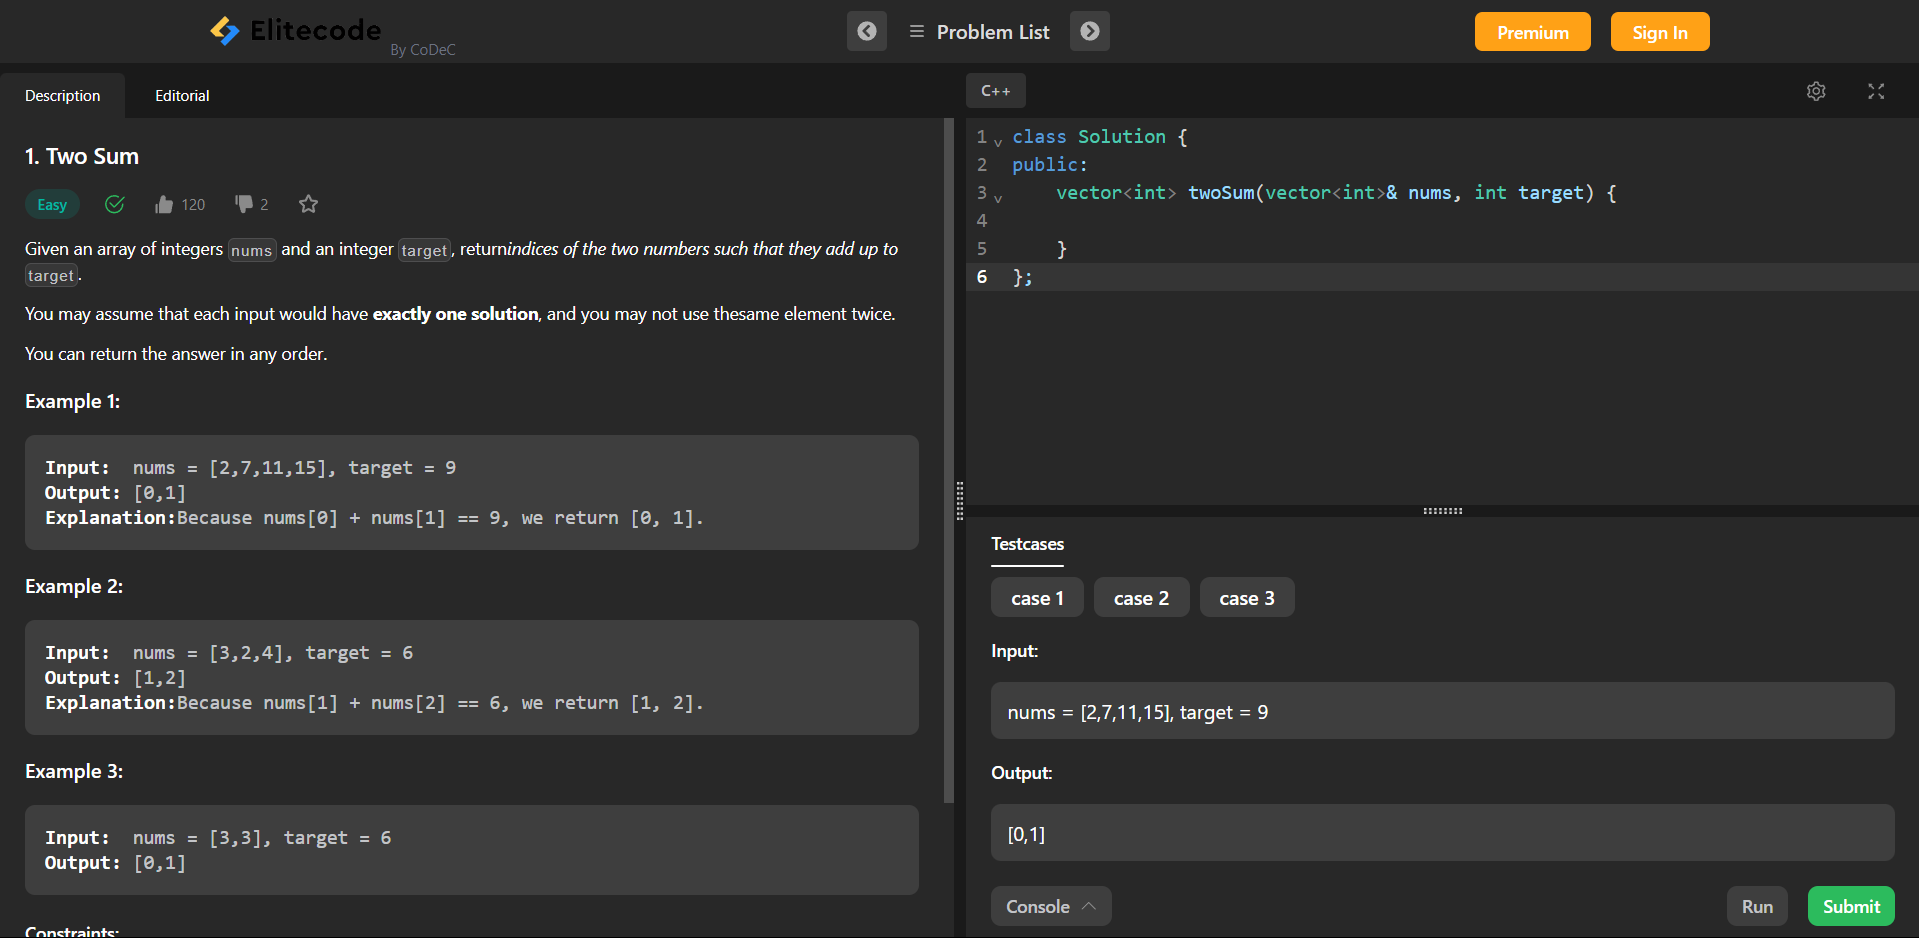 Elitecode
By CoDeC
Problem List
Premium
Sign In
Description
Editorial
1. Two Sum
Easy
120
2
Given an array of integers nums and an integer target, returnindices of the two numbers such that they add up to
target.
You may assume that each input would have exactly one solution, and you may not use thesame element twice.
You can return the answer in any order.
Example 1:
Input:  nums = [2,7,11,15], target = 9
Output: [0,1]
Explanation:Because nums[0] + nums[1] == 9, we return [0, 1].
Example 2:
Input:  nums = [3,2,4], target = 6
Output: [1,2]
Explanation:Because nums[1] + nums[2] == 6, we return [1, 2].
Example 3:
Input:  nums = [3,3], target = 6
Output: [0,1]
Constraints:
C++
1 class Solution {
2 public:
3     vector<int> twoSum(vector<int>& nums, int target) {
4
5     }
6 };
Testcases
case 1
case 2
case 3
Input:
nums = [2,7,11,15], target = 9
Output:
[0,1]
Console
Run
Submit